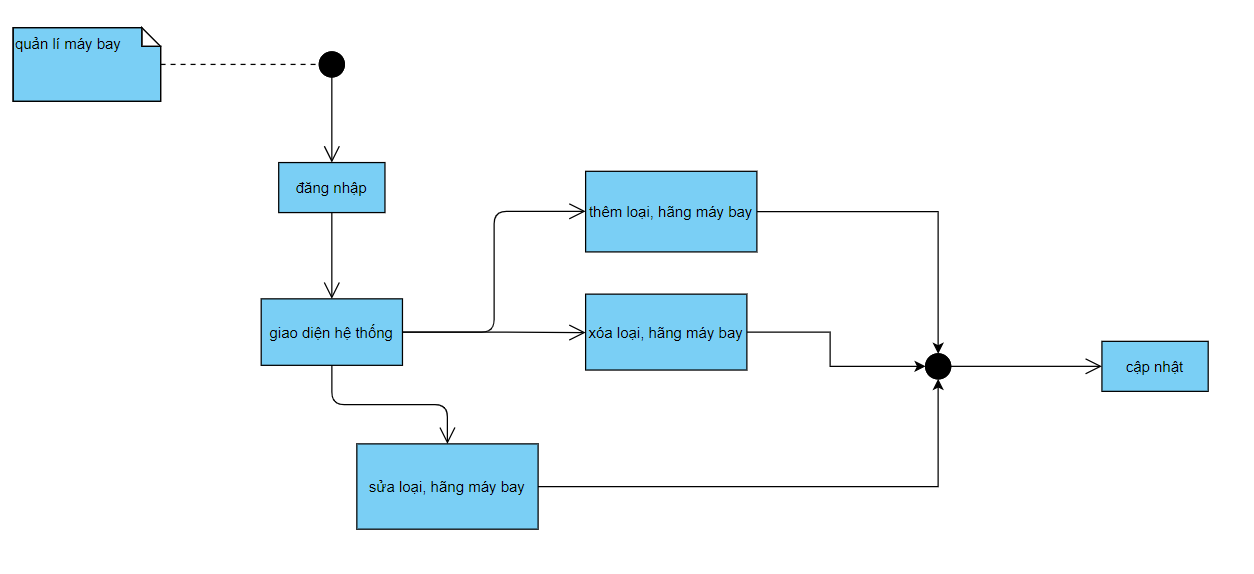 quản lí máy bay
đăng nhập
thêm loại, hãng máy bay
giao diện hệ thống
xóa loại, hãng máy bay
cập nhật
sửa loại, hãng máy bay